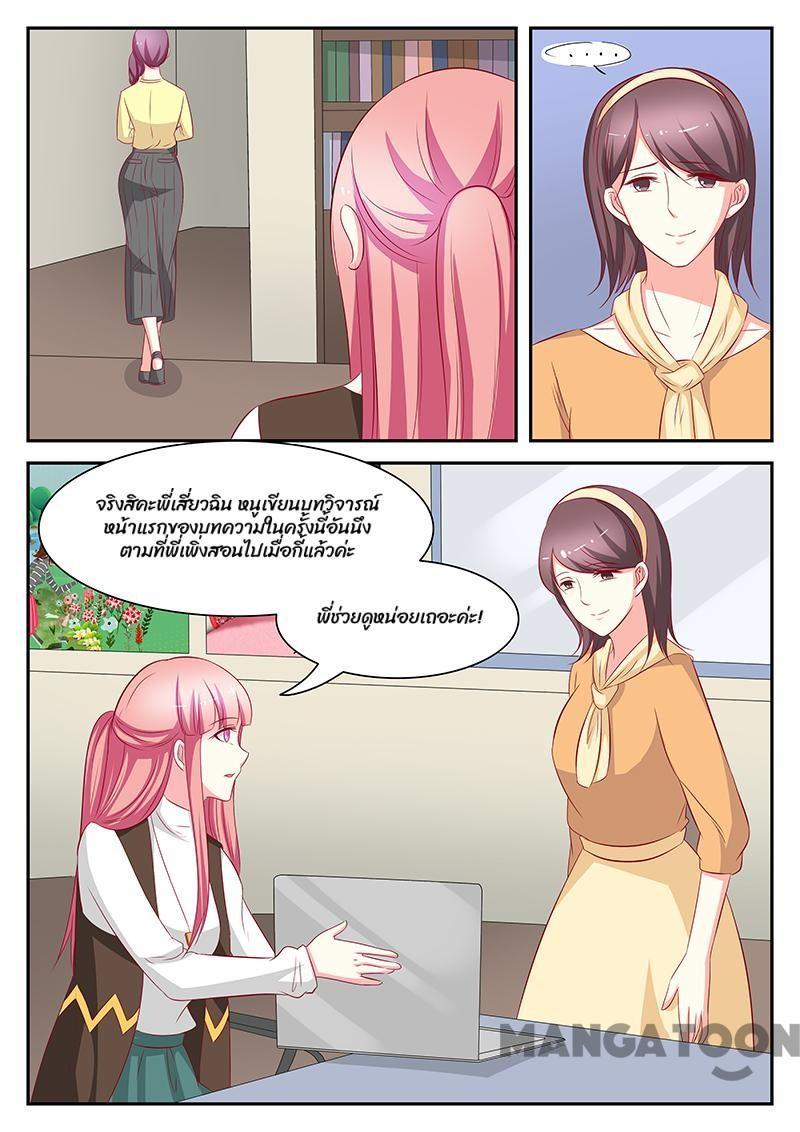 ....
จริงสิคะพี่เสี่ยวฉิน หนูเขียนบทวิจารณ์
หน้าแรกของบทความในครั้งนี้อันนึง
ตามที่พี่เพิ่งสอนไปเมื่อกี้แล้วค่ะ
พี่ช่วยดูหน่อยเถอะค่ะ!
MANGATOON